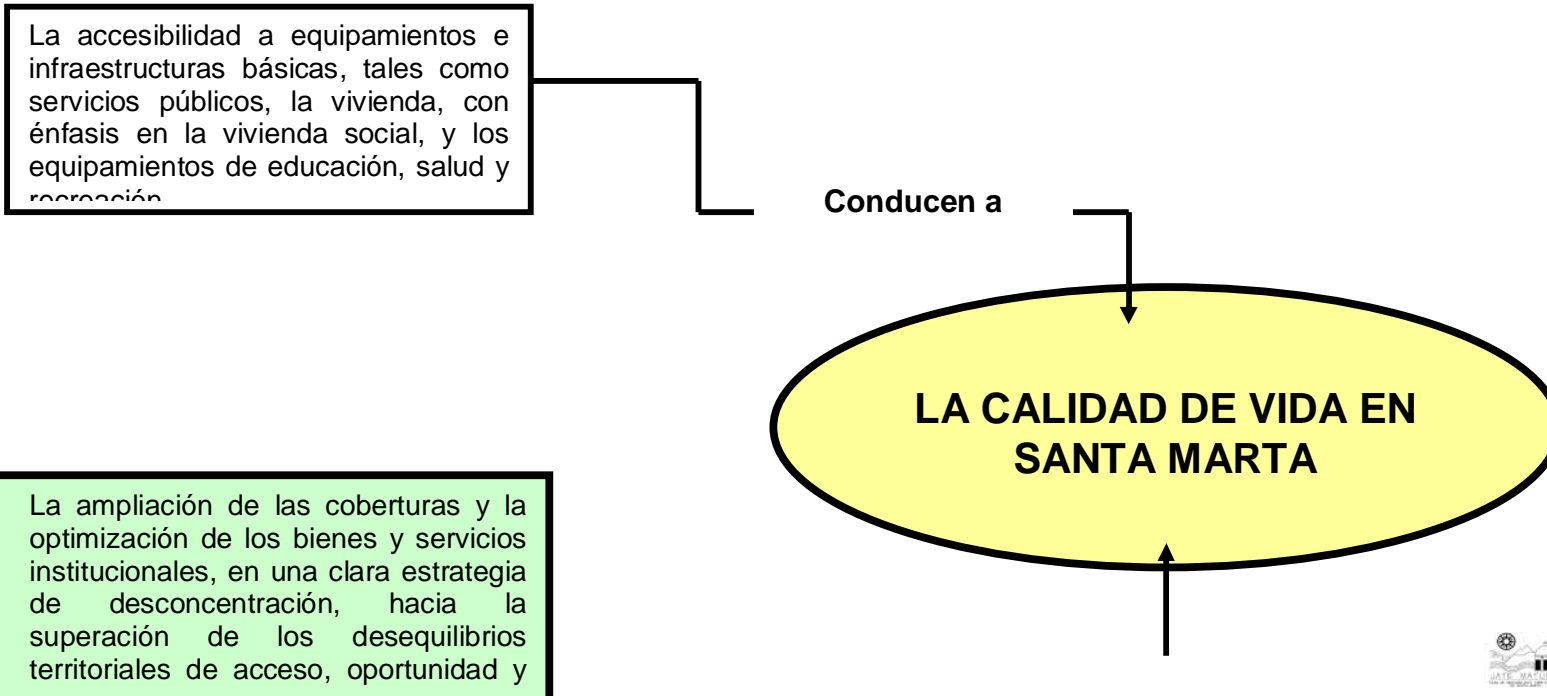 La accesibilidad a equipamientos e
infraestructuras básicas, tales como
servicios públicos, la vivienda, con
énfasis en la vivienda social, y los
equipamientos de educación, salud y
recreación
Conducen a
LA CALIDAD DE VIDA EN
SANTA MARTA
La ampliación de las coberturas y la
optimización de los bienes y servicios
institucionales, en una clara estrategia
de desconcentración, hacia la
superación de los desequilibrios
territoriales de acceso, oportunidad y